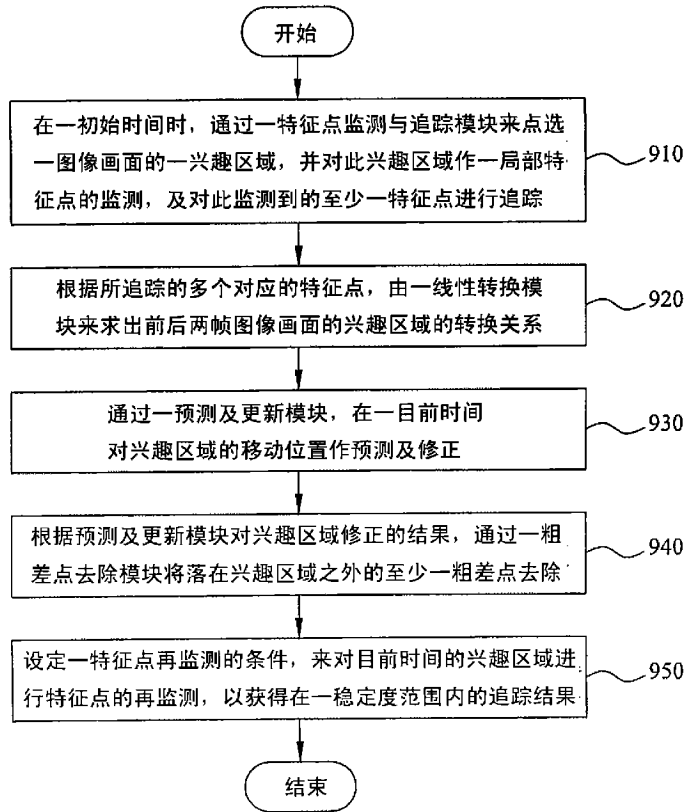 开始
在一初始时间时，通过一特征点监测与追踪模块来点选
一图像画面的一兴趣区域，并对此兴趣区域作一局部特
征点的监测，及对此监测到的至少一特征点进行追踪
910
根据所追踪的多个对应的特征点，由一线性转换模
块来求出前后两帧图像画面的兴趣区域的转换关系
920
通过一预测及更新模块，在一目前时间
对兴趣区域的移动位置作预测及修正
930
根据预测及更新模块对兴趣区域修正的结果，通过一粗
差点去除模块将落在兴趣区域之外的至少一粗差点去除
940
设定一特征点再监测的条件，来对目前时间的兴趣区域进
行特征点的再监测，以获得在一稳定度范围内的追踪结果
950
结束